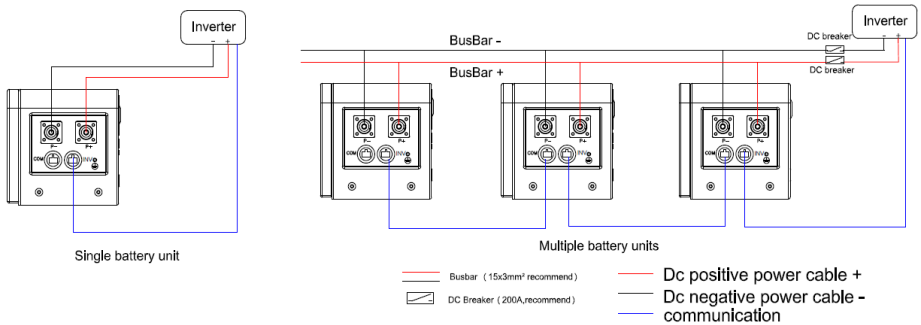 Inverter
- +
P- P+
COM INV
Single battery unit
BusBar -
BusBar +
DC breaker
DC breaker
Inverter
- +
P- P+
COM INV
P- P+
COM INV
P- P+
COM INV
Multiple battery units
Busbar ( 15x3mm² recommend)
DC Breaker ( 200A,recommend)
Dc positive power cable +
Dc negative power cable -
communication